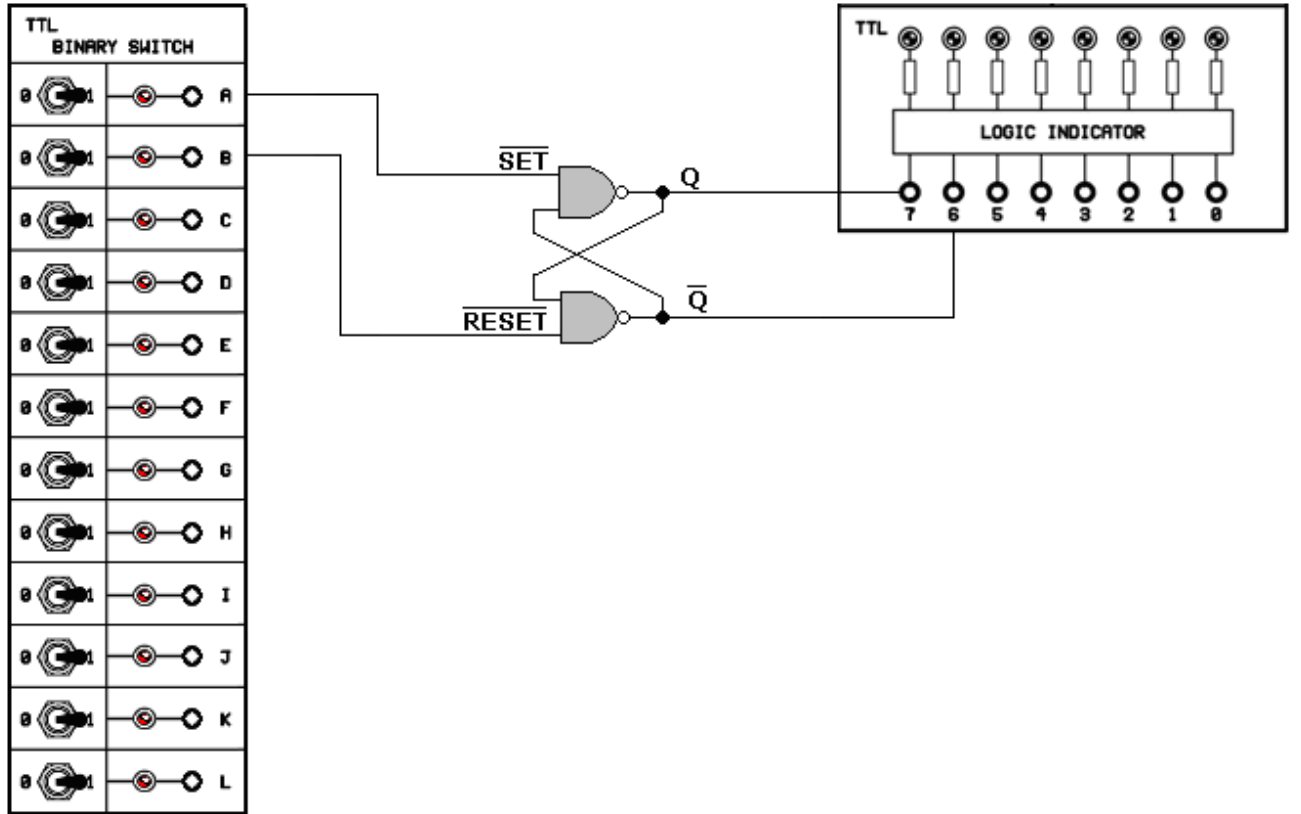 TTL
BINARY SWITCH
0 1 A
0 1 B
0 1 C
0 1 D
0 1 E
0 1 F
0 1 G
0 1 H
0 1 I
0 1 J
0 1 K
0 1 L
S̅E̅T̅
R̅E̅S̅E̅T̅
Q
Q̅
TTL
LOGIC INDICATOR
7 6 5 4 3 2 1 0